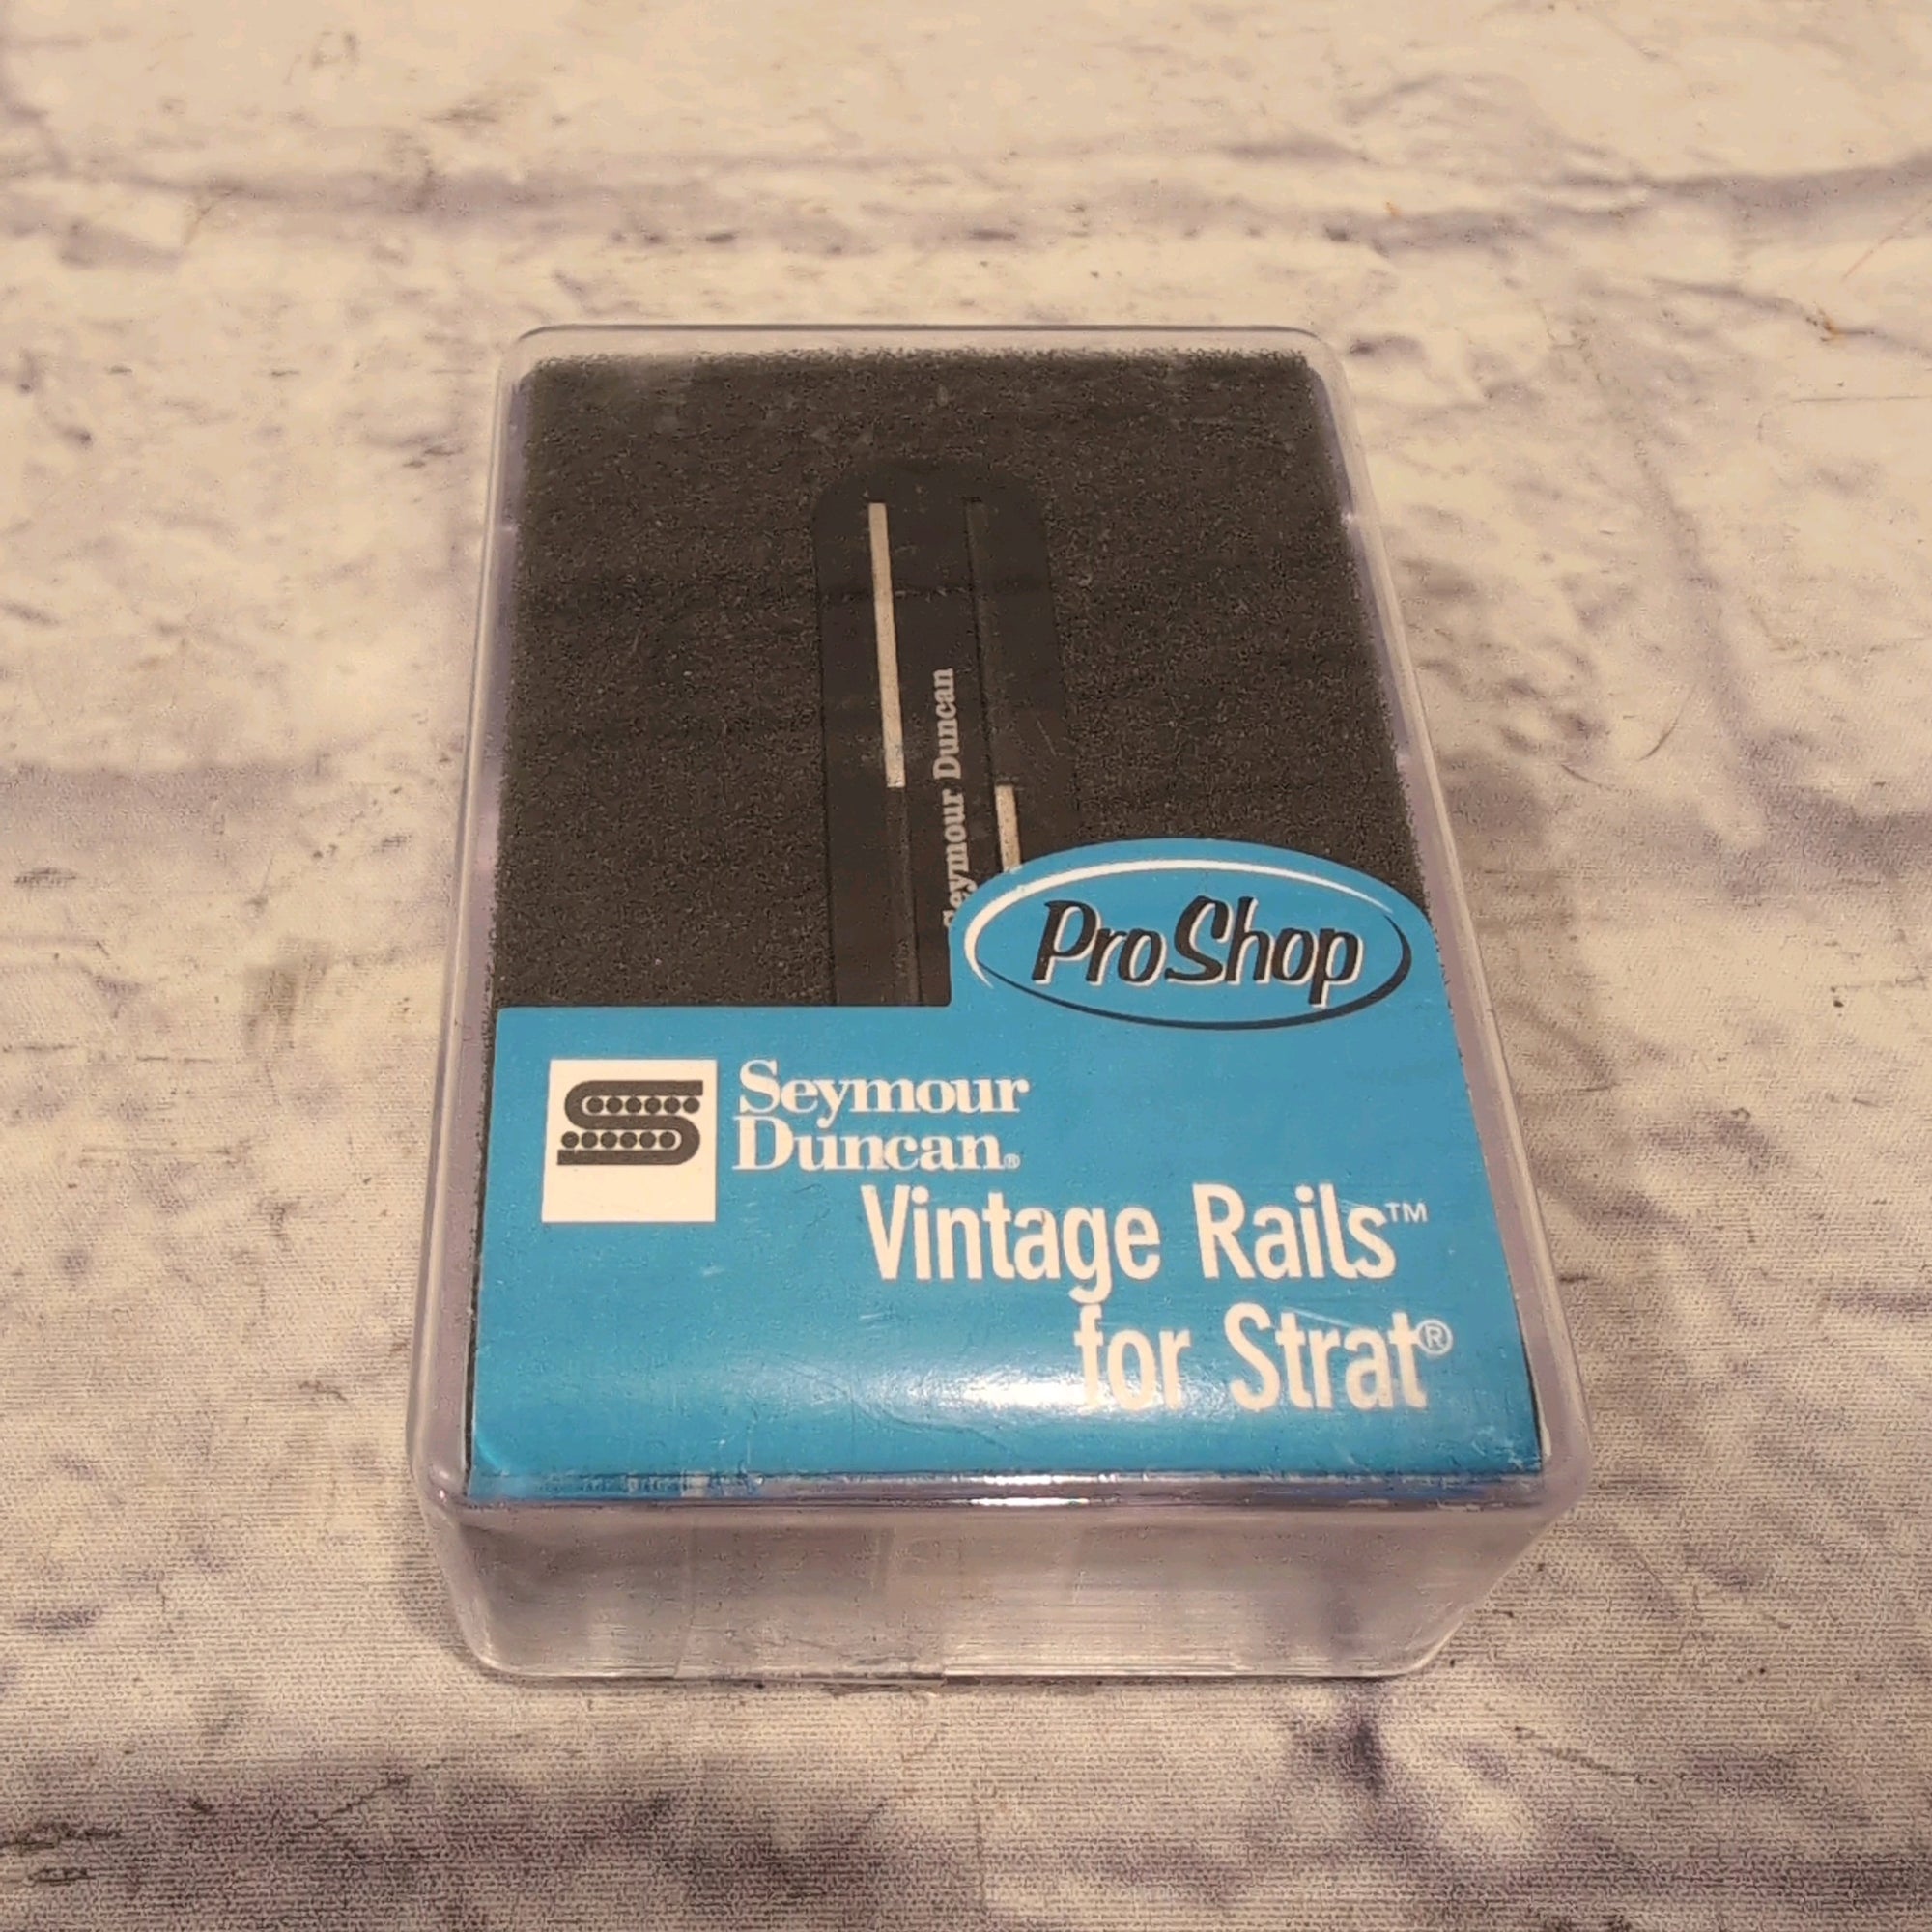 Seymour Duncan
ProShop
Seymour
Duncan®
Vintage Rails™
for Strat®